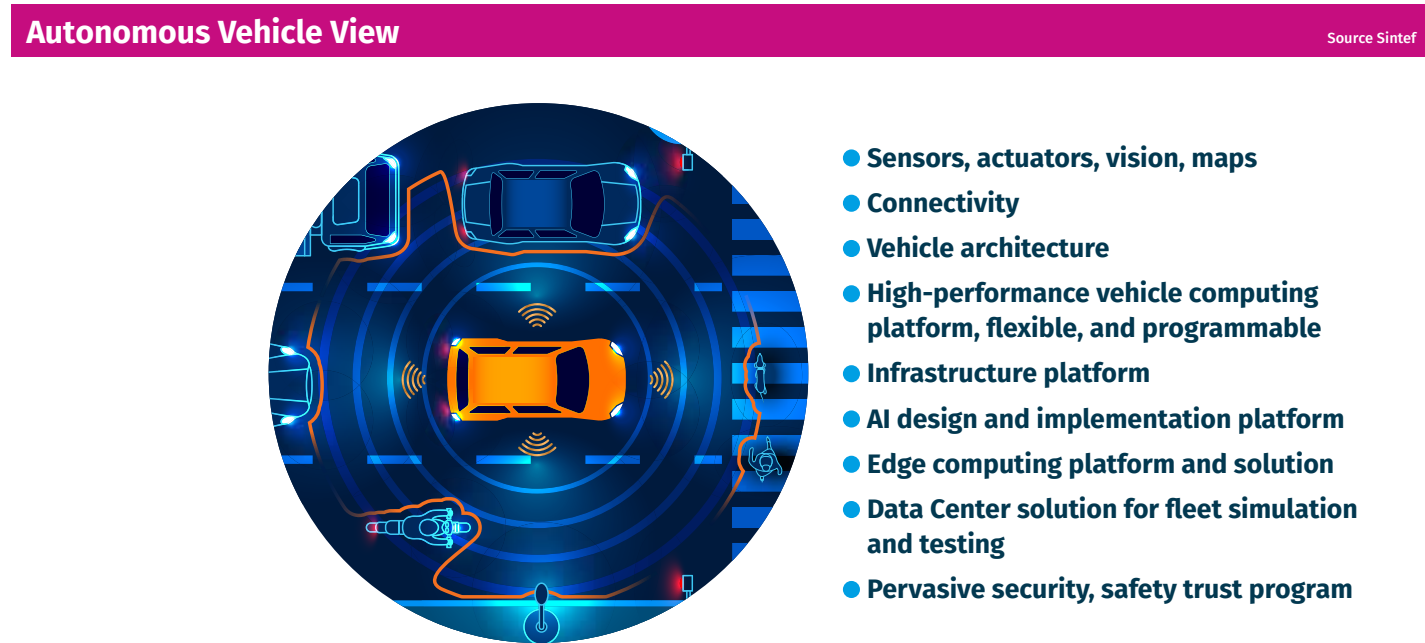 Autonomous Vehicle View
Source Sintef
Sensors, actuators, vision, maps
Connectivity
Vehicle architecture
High-performance vehicle computing
platform, flexible, and programmable
Infrastructure platform
AI design and implementation platform
Edge computing platform and solution
Data Center solution for fleet simulation
and testing
Pervasive security, safety trust program